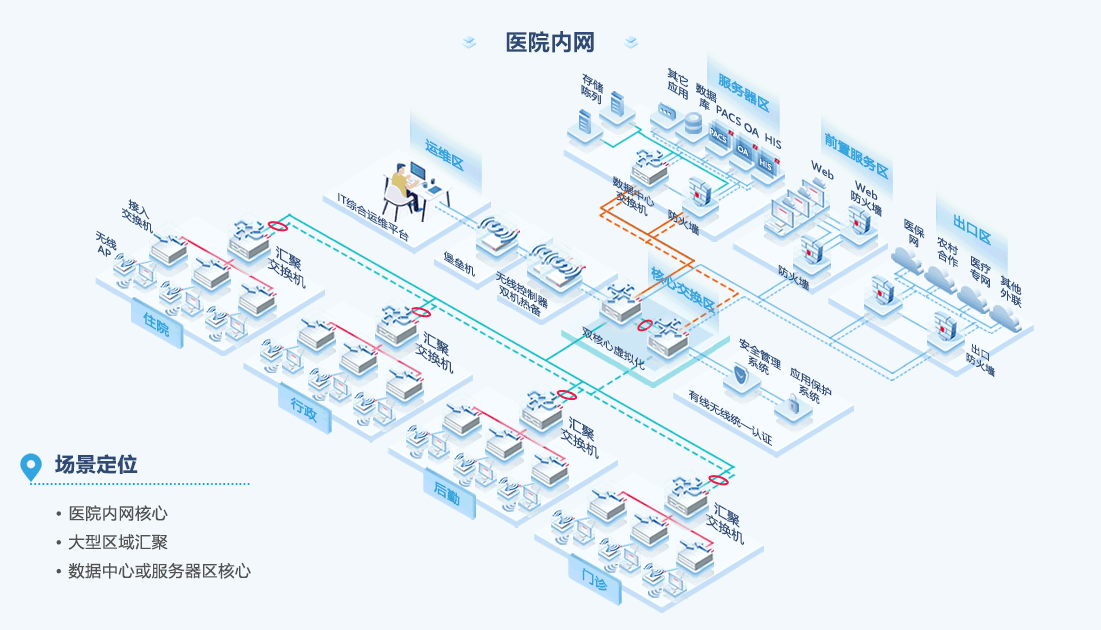 医院内网
存储
陈列
其它
应用
数据
库
PACS
OA
HIS
服务器区
PACS
OA
HIS
数据中心
交换机
防火墙
前置服务区
Web
Web
防火墙
防火墙
出口区
医保
网
农村
合作
医疗
专网
其他
外联
出口
防火墙
运维区
IT综合运维平台
堡垒机
无线控制器
双机热备
核心交换区
双核心虚拟化
安全管理
系统
应用保护
系统
有线无线统一认证
接入
交换机
无线
AP
汇聚
交换机
住院
汇聚
交换机
行政
汇聚
交换机
后勤
汇聚
交换机
门诊
场景定位
• 医院内网核心
• 大型区域汇聚
• 数据中心或服务器区核心